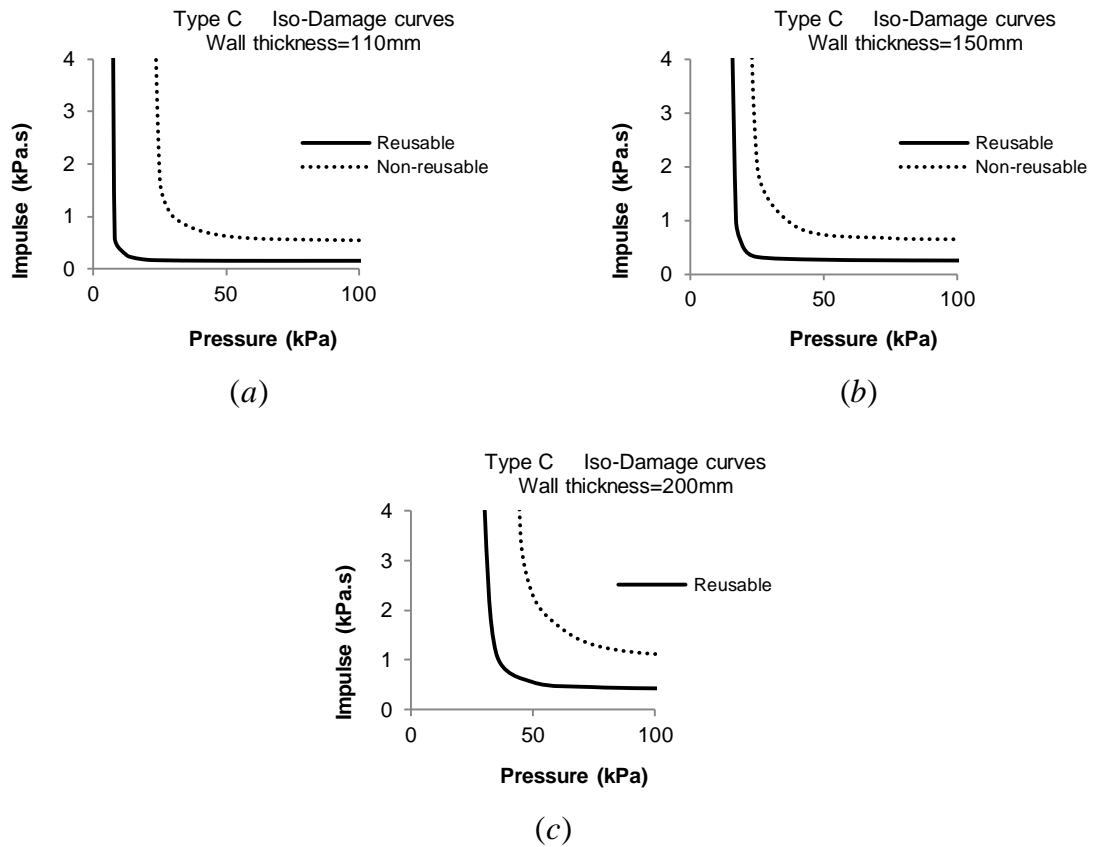 Type C Iso-Damage curves
Wall thickness=110mm
4
3
2
1
0
Impulse (kPa.s)
Reusable
Non-reusable
0 50 100
Pressure (kPa)
(a)
Type C Iso-Damage curves
Wall thickness=150mm
4
3
2
1
0
Impulse (kPa.s)
Reusable
Non-reusable
0 50 100
Pressure (kPa)
(b)
Type C Iso-Damage curves
Wall thickness=200mm
4
3
2
1
0
Impulse (kPa.s)
Reusable
0 50 100
Pressure (kPa)
(c)